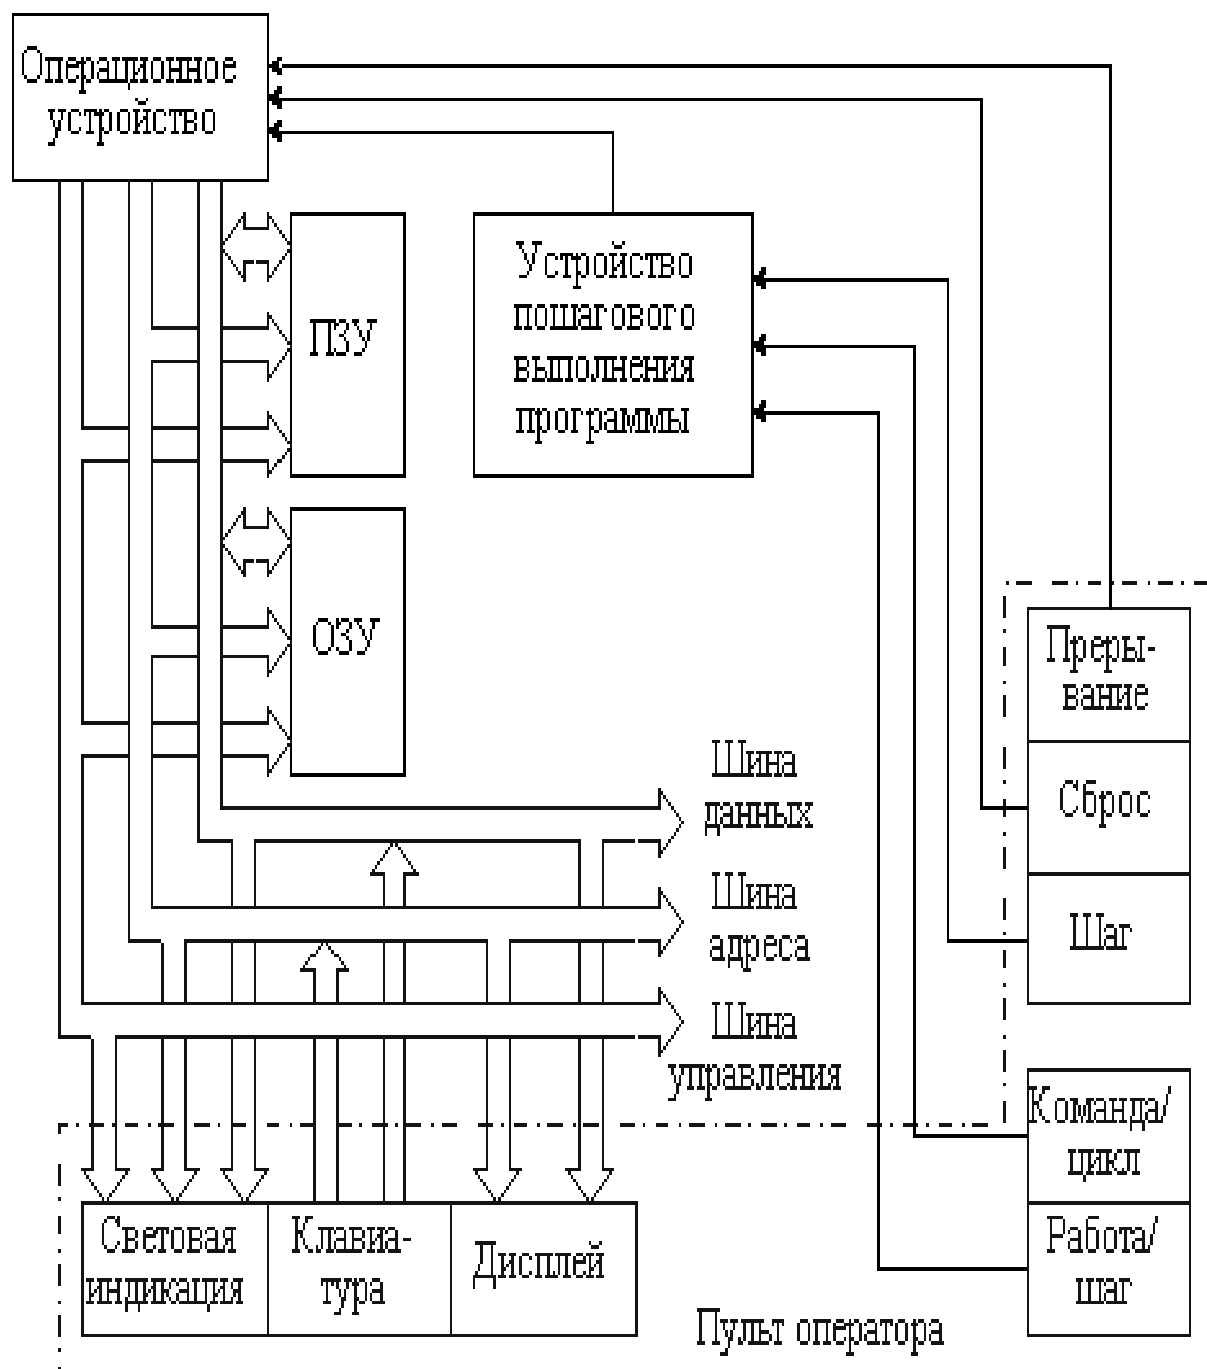 Операционное
устройство
Устройство
пошагового
выполнения
программы
ПЗУ
ОЗУ
Преры-
вание
Сброс
Шаг
Шина
данных
Шина
адреса
Шина
управления
Команда/
цикл
Работа/
шаг
Световая
индикация
Клавиа-
тура
Дисплей
Пульт оператора